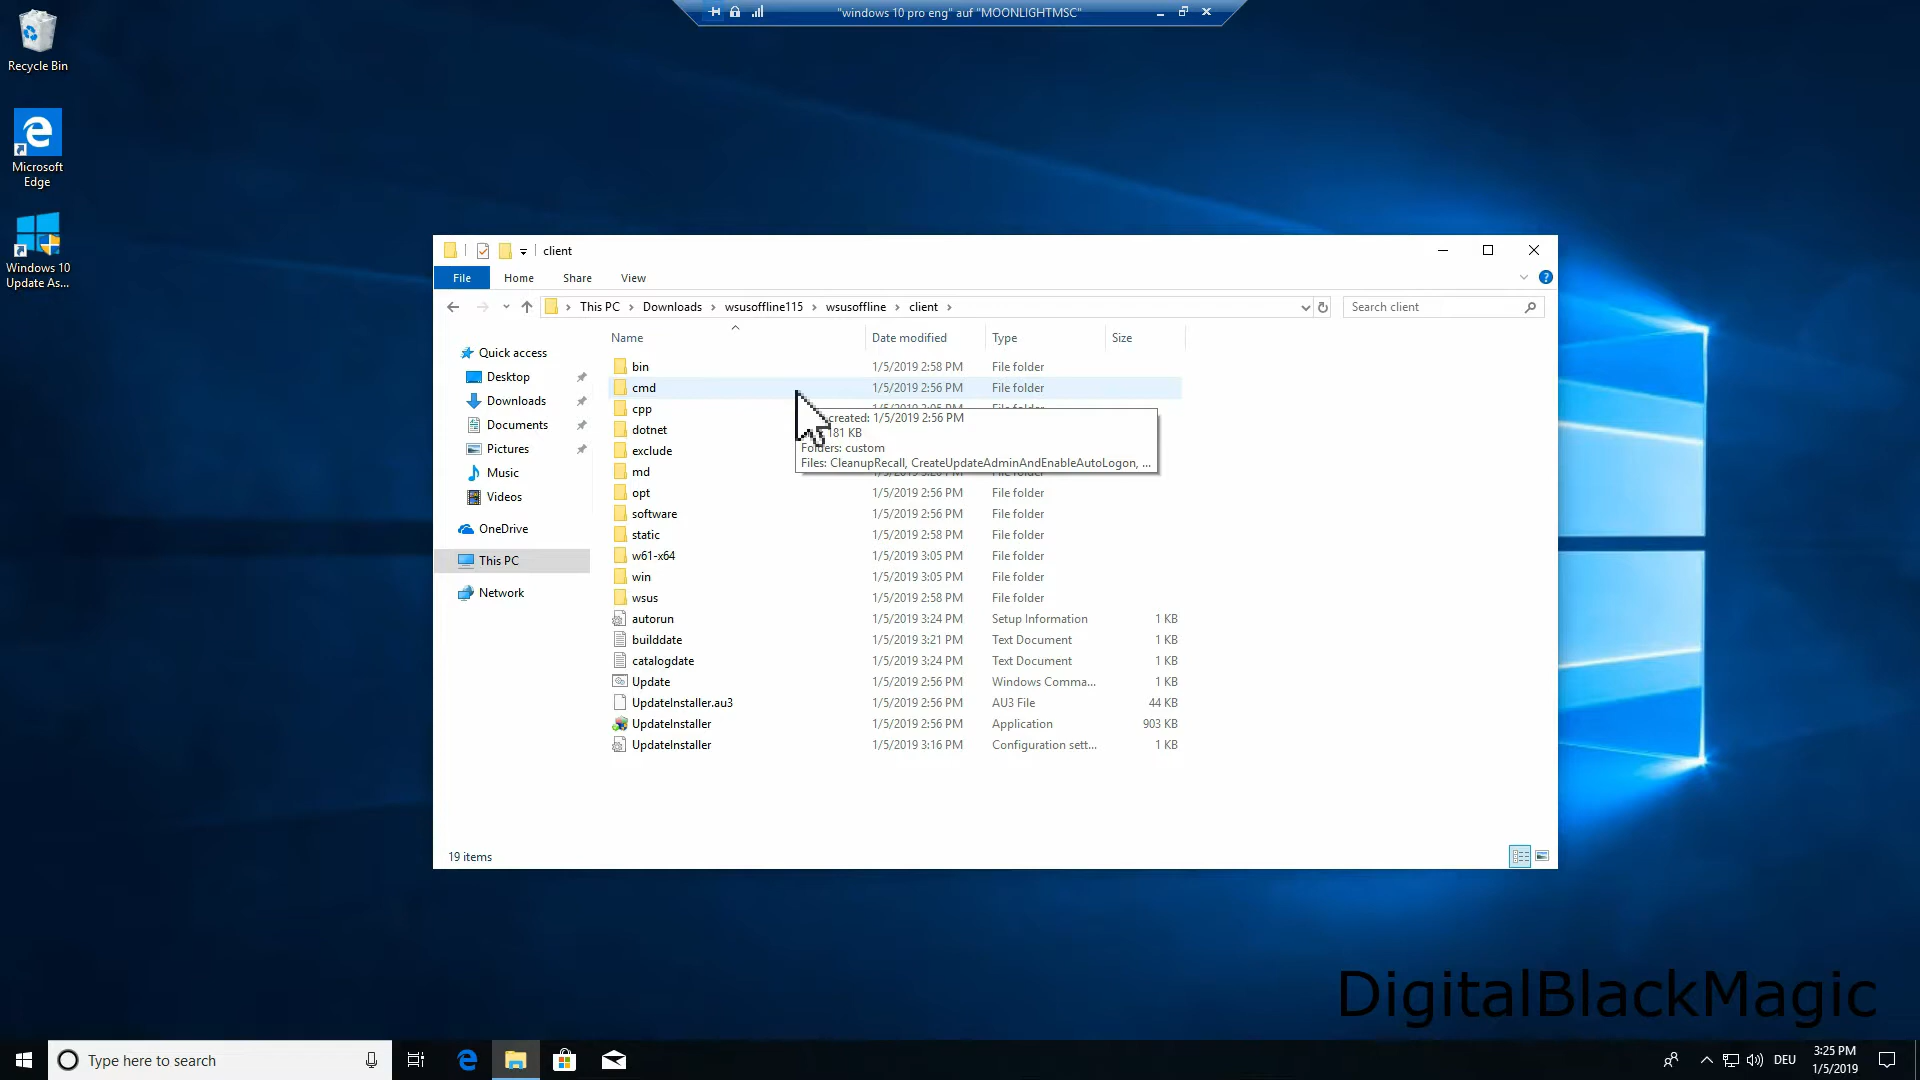 "windows 10 pro eng" auf "MOONLIGHTMSC"
Recycle Bin
Microsoft
Edge
Windows 10
Update As...
client
File Home Share View
This PC Downloads wsusoffline115 wsusoffline client
Search client
Name Date modified Type Size
Quick access
Desktop
Downloads
Documents
Pictures
Music
Videos
OneDrive
This PC
Network
bin 1/5/2019 2:58 PM File folder
cmd 1/5/2019 2:56 PM File folder
cpp
created: 1/5/2019 2:56 PM
181 KB
Folders: custom
Files: CleanupRecall, CreateUpdateAdminAndEnableAutoLogon, ...
dotnet
exclude
md
opt 1/5/2019 2:56 PM File folder
software 1/5/2019 2:56 PM File folder
static 1/5/2019 2:58 PM File folder
w61-x64 1/5/2019 3:05 PM File folder
win 1/5/2019 3:05 PM File folder
wsus 1/5/2019 2:58 PM File folder
autorun 1/5/2019 3:24 PM Setup Information 1 KB
builddate 1/5/2019 3:21 PM Text Document 1 KB
catalogdate 1/5/2019 3:24 PM Text Document 1 KB
Update 1/5/2019 2:56 PM Windows Comma... 1 KB
UpdateInstaller.au3 1/5/2019 2:56 PM AU3 File 44 KB
UpdateInstaller 1/5/2019 2:56 PM Application 903 KB
UpdateInstaller 1/5/2019 3:16 PM Configuration sett... 1 KB
19 items
DigitalBlackMagic
Type here to search
DEU
3:25 PM
1/5/2019